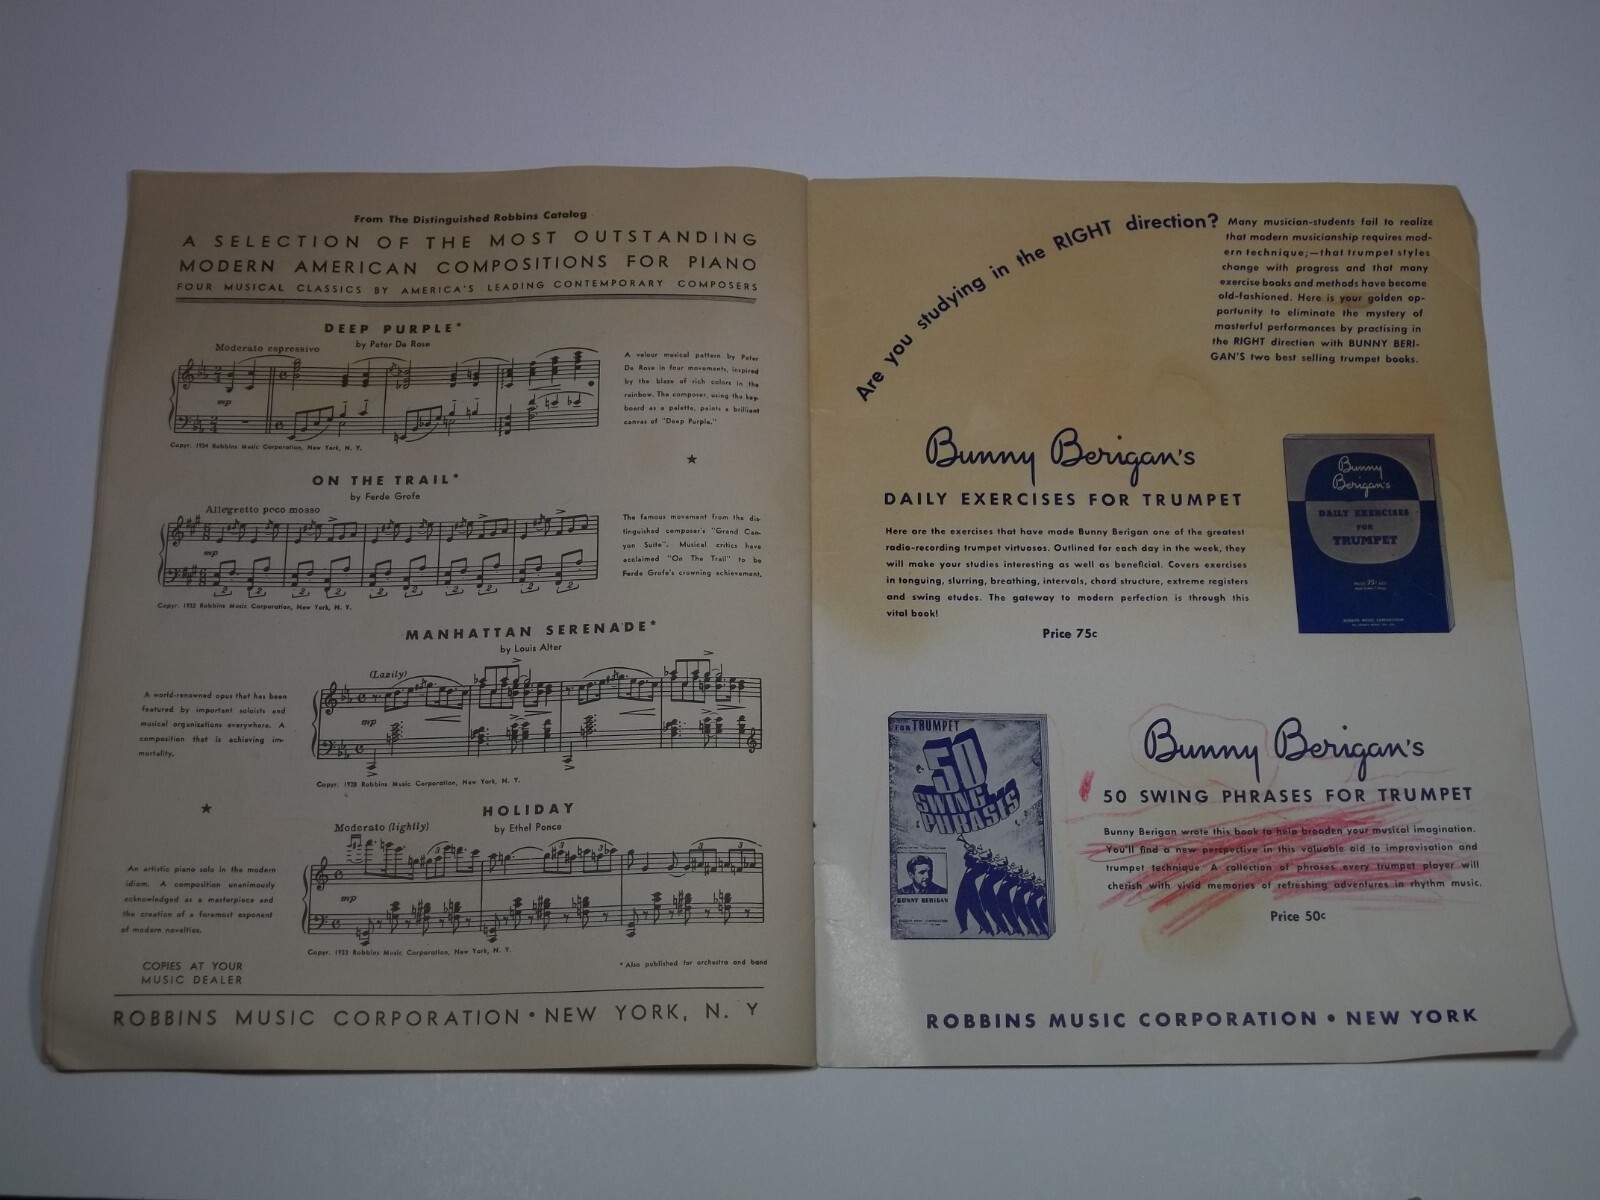 From The Distinguished Robbins Catalog
A SELECTION OF THE MOST OUTSTANDING
MODERN AMERICAN COMPOSITIONS FOR PIANO
FOUR MUSICAL CLASSICS BY AMERICA'S LEADING CONTEMPORARY COMPOSERS
DEEP PURPLE*
by Peter De Rose
Moderato espressivo
mp
Copyr. 1934 Robbins Music Corporation, New York, N. Y.
A velour musical pattern by Peter
De Rose in four movements, inspired
by the blaze of rich colors in the
rainbow. The composer, using the key-
board as a palette, paints a brilliant
canvas of "Deep Purple."
ON THE TRAIL*
by Ferde Grofe
Allegretto poco mosso
mp
Copyr. 1932 Robbins Music Corporation, New York, N. Y.
The famous movement from the dis-
tinguished composer's "Grand Can-
yon Suite". Musical critics have
acclaimed "On The Trail" to be
Ferde Grofe's crowning achievement.
MANHATTAN SERENADE*
by Louis Alter
(Lazily)
mp
Copyr. 1928 Robbins Music Corporation, New York, N. Y.
A world-renowned opus that has been
featured by important soloists and
musical organizations everywhere. A
composition that is achieving im-
mortality.
HOLIDAY
by Ethel Ponce
Moderato (lightly)
mp
Copyr. 1933 Robbins Music Corporation, New York, N. Y.
An artistic piano solo in the modern
idiom. A composition unanimously
acknowledged as a masterpiece and
the creation of a foremost exponent
of modern novelties.
*Also published for orchestra and band
COPIES AT YOUR
MUSIC DEALER
ROBBINS MUSIC CORPORATION • NEW YORK, N. Y
Are you studying in the RIGHT direction?
Many musician-students fail to realize
that modern musicianship requires mod-
ern technique;—that trumpet styles
change with progress and that many
exercise books and methods have become
old-fashioned. Here is your golden op-
portunity to eliminate the mystery of
masterful performances by practising in
the RIGHT direction with BUNNY BERI-
GAN'S two best selling trumpet books.
Bunny Berigan's
DAILY EXERCISES FOR TRUMPET
Here are the exercises that have made Bunny Berigan one of the greatest
radio-recording trumpet virtuosos. Outlined for each day in the week, they
will make your studies interesting as well as beneficial. Covers exercises
in tonguing, slurring, breathing, intervals, chord structure, extreme registers
and swing etudes. The gateway to modern perfection is through this
vital book!
Price 75c
Bunny
Berigan's
DAILY EXERCISES
FOR
TRUMPET
FOR TRUMPET
50
SWING
PHRASES
BUNNY BERIGAN
Bunny Berigan's
50 SWING PHRASES FOR TRUMPET
Bunny Berigan wrote this book to help broaden your musical imagination.
You'll find a new perspective in this valuable aid to improvisation and
trumpet technique. A collection of phrases every trumpet player will
cherish with vivid memories of refreshing adventures in rhythm music.
Price 50c
ROBBINS MUSIC CORPORATION • NEW YORK